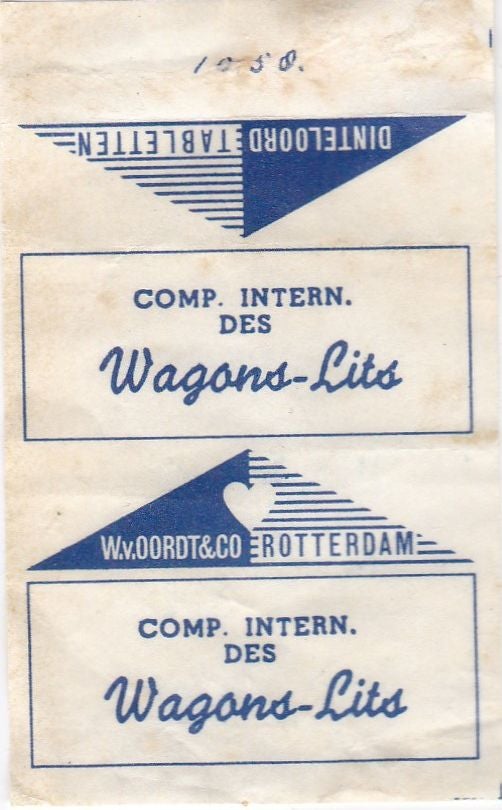 1050.
DINTELOORD TABLETTEN
COMP. INTERN.
DES
Wagons-Lits
W.v.OORDT&CO ROTTERDAM
COMP. INTERN.
DES
Wagons-Lits